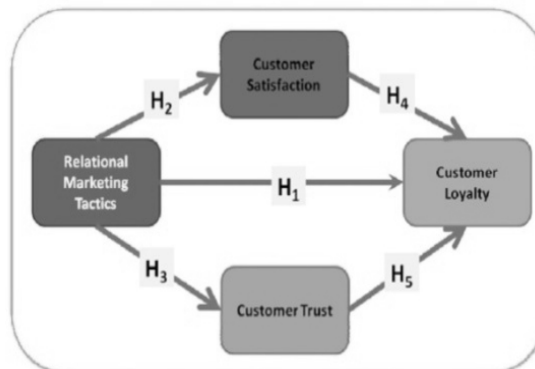 Customer
Satisfaction
H₂
H₄
Relational
Marketing
Tactics
H₁
Customer
Loyalty
H₃
H₅
Customer Trust